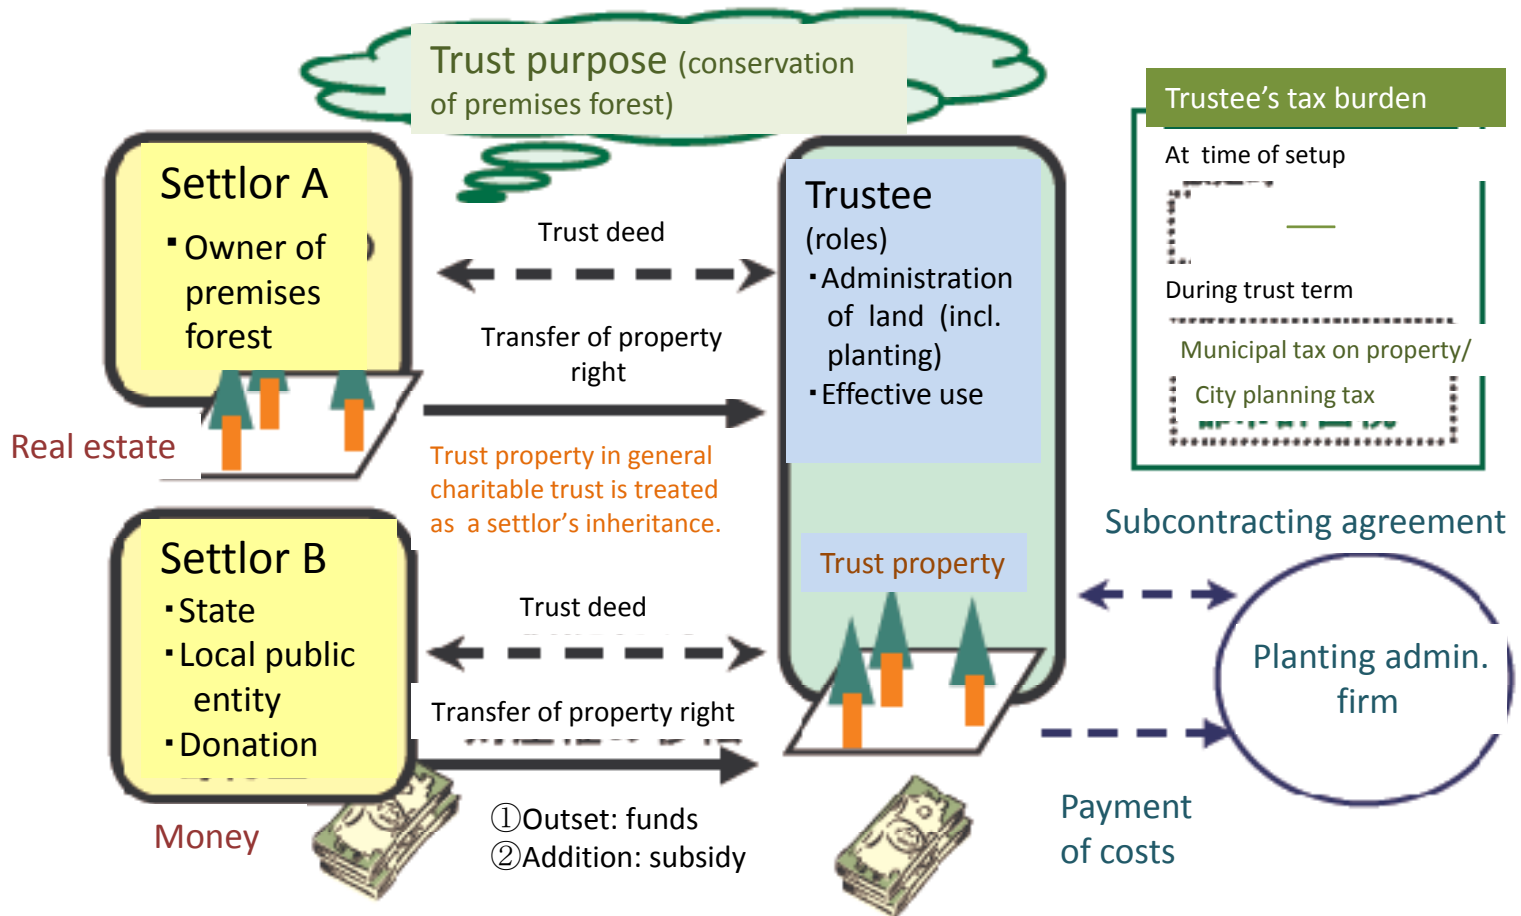 Trust purpose (conservation
of premises forest)
Settlor A
▪ Owner of
premises
forest
Real estate
Trust deed
Transfer of property
right
Trust property in general
charitable trust is treated
as a settlor's inheritance.
Settlor B
▪State
▪Local public
entity
▪Donation
Money
Trust deed
Transfer of property right
①Outset: funds
②Addition: subsidy
Trustee
(roles)
▪Administration
of land (incl.
planting)
▪Effective use
Trust property
Trustee’s tax burden
At time of setup
—
During trust term
Municipal tax on property/
City planning tax
Subcontracting agreement
Planting admin.
firm
Payment
of costs